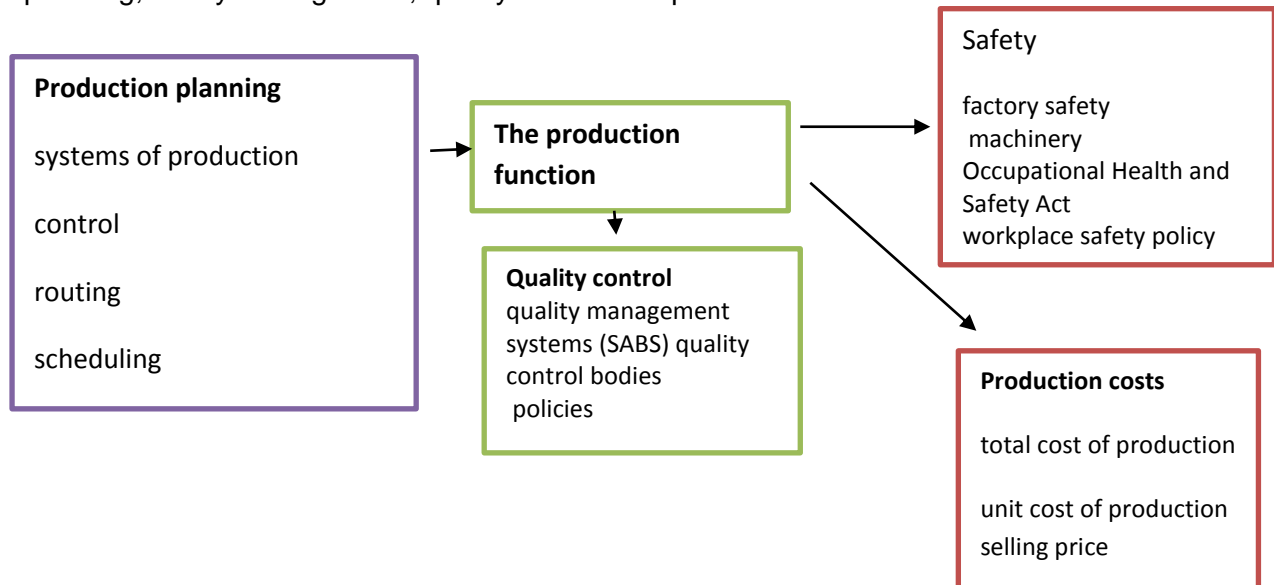 Production planning
systems of production
control
routing
scheduling
The production
function
Quality control
quality management
systems (SABS) quality
control bodies
policies
Safety
factory safety
machinery
Occupational Health and
Safety Act
workplace safety policy
Production costs
total cost of production
unit cost of production
selling price